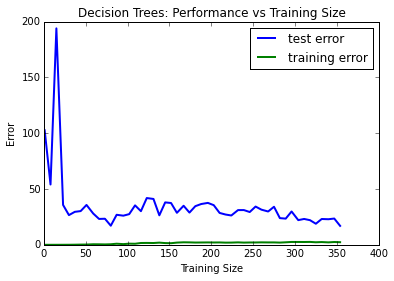 Decision Trees: Performance vs Training Size
200
150
100
50
0
Error
test error
training error
0 50 100 150 200 250 300 350 400
Training Size